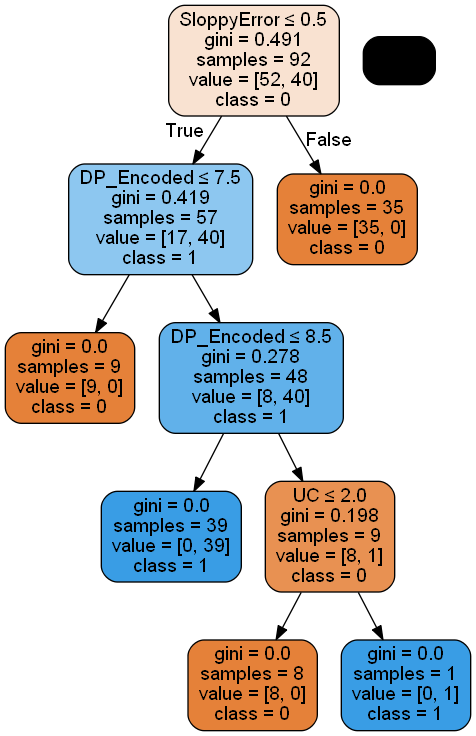 SloppyError ≤ 0.5
gini = 0.491
samples = 92
value = [52, 40]
class = 0
True
False
DP_Encoded ≤ 7.5
gini = 0.419
samples = 57
value = [17, 40]
class = 1
gini = 0.0
samples = 35
value = [35, 0]
class = 0
gini = 0.0
samples = 9
value = [9, 0]
class = 0
DP_Encoded ≤ 8.5
gini = 0.278
samples = 48
value = [8, 40]
class = 1
gini = 0.0
samples = 39
value = [0, 39]
class = 1
UC ≤ 2.0
gini = 0.198
samples = 9
value = [8, 1]
class = 0
gini = 0.0
samples = 8
value = [8, 0]
class = 0
gini = 0.0
samples = 1
value = [0, 1]
class = 1